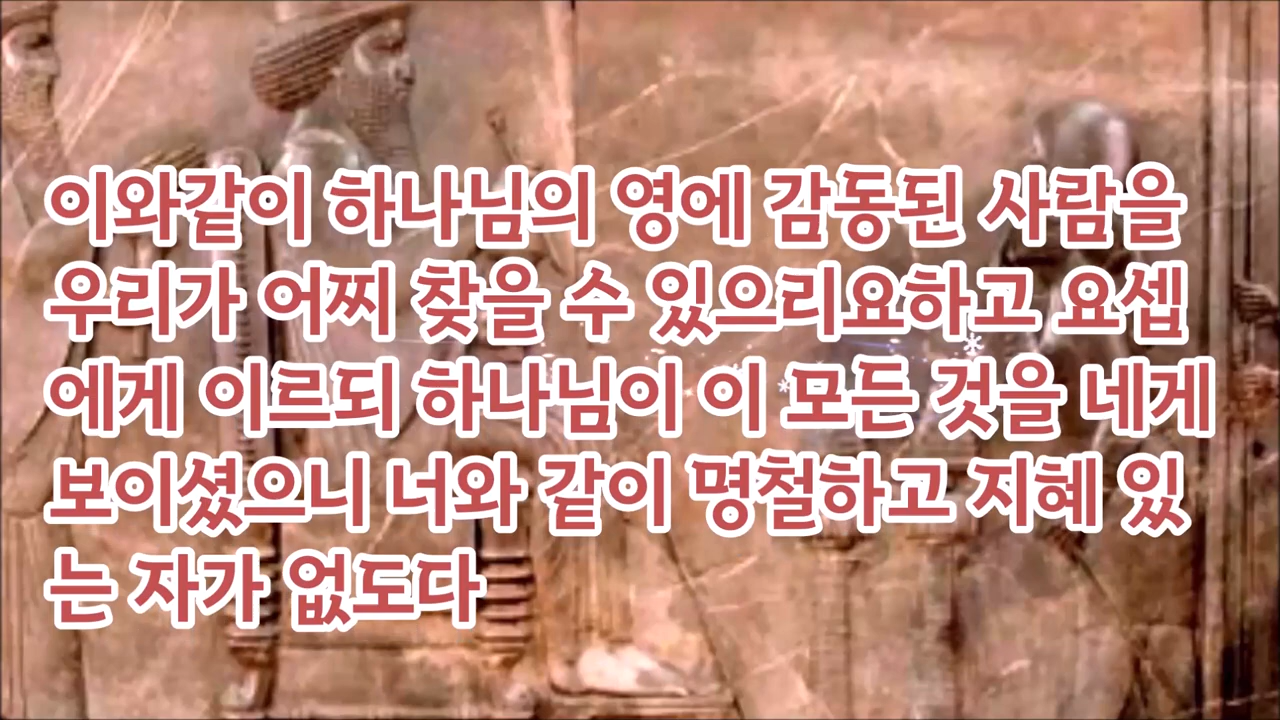 이와같이 하나님의 영에 감동된 사람을
우리가 어찌 찾을 수 있으리요하고 요셉
에게 이르되 하나님이 이 모든 것을 네게
보이셨으니 너와 같이 명철하고 지혜 있
는 자가 없도다